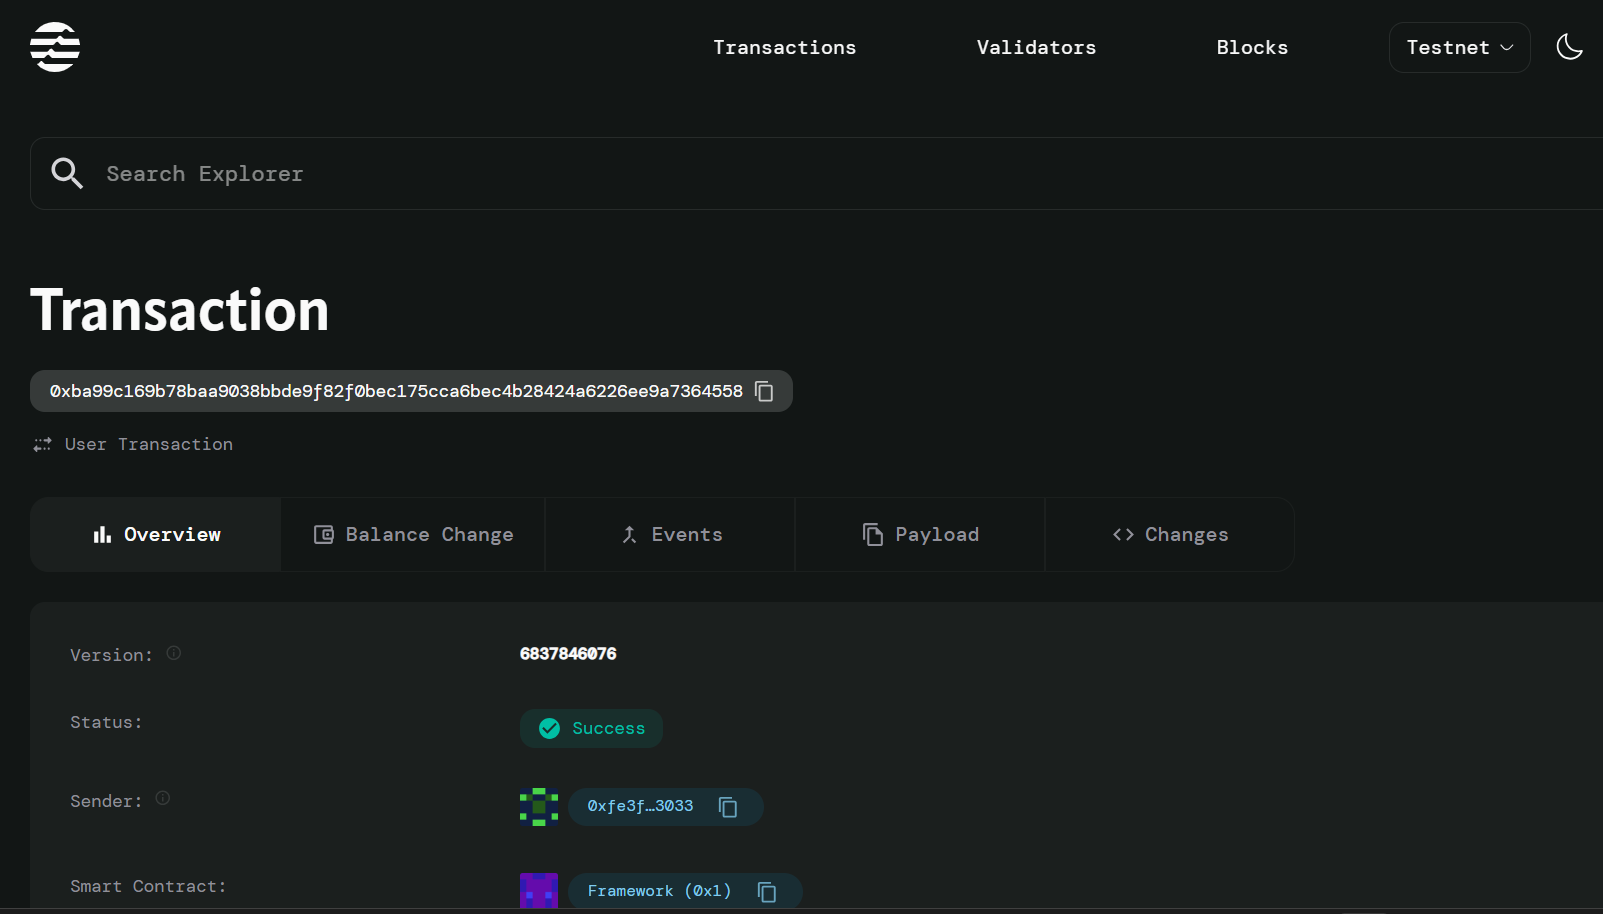 Transactions Validators Blocks Testnet
Search Explorer
Transaction
0xba99c169b78baa9038bbde9f82f0bec175cca6bec4b28424a6226ee9a7364558
User Transaction
Overview Balance Change Events Payload Changes
Version: 6837846076
Status: Success
Sender: 0xfe3f…3033
Smart Contract: Framework (0x1)